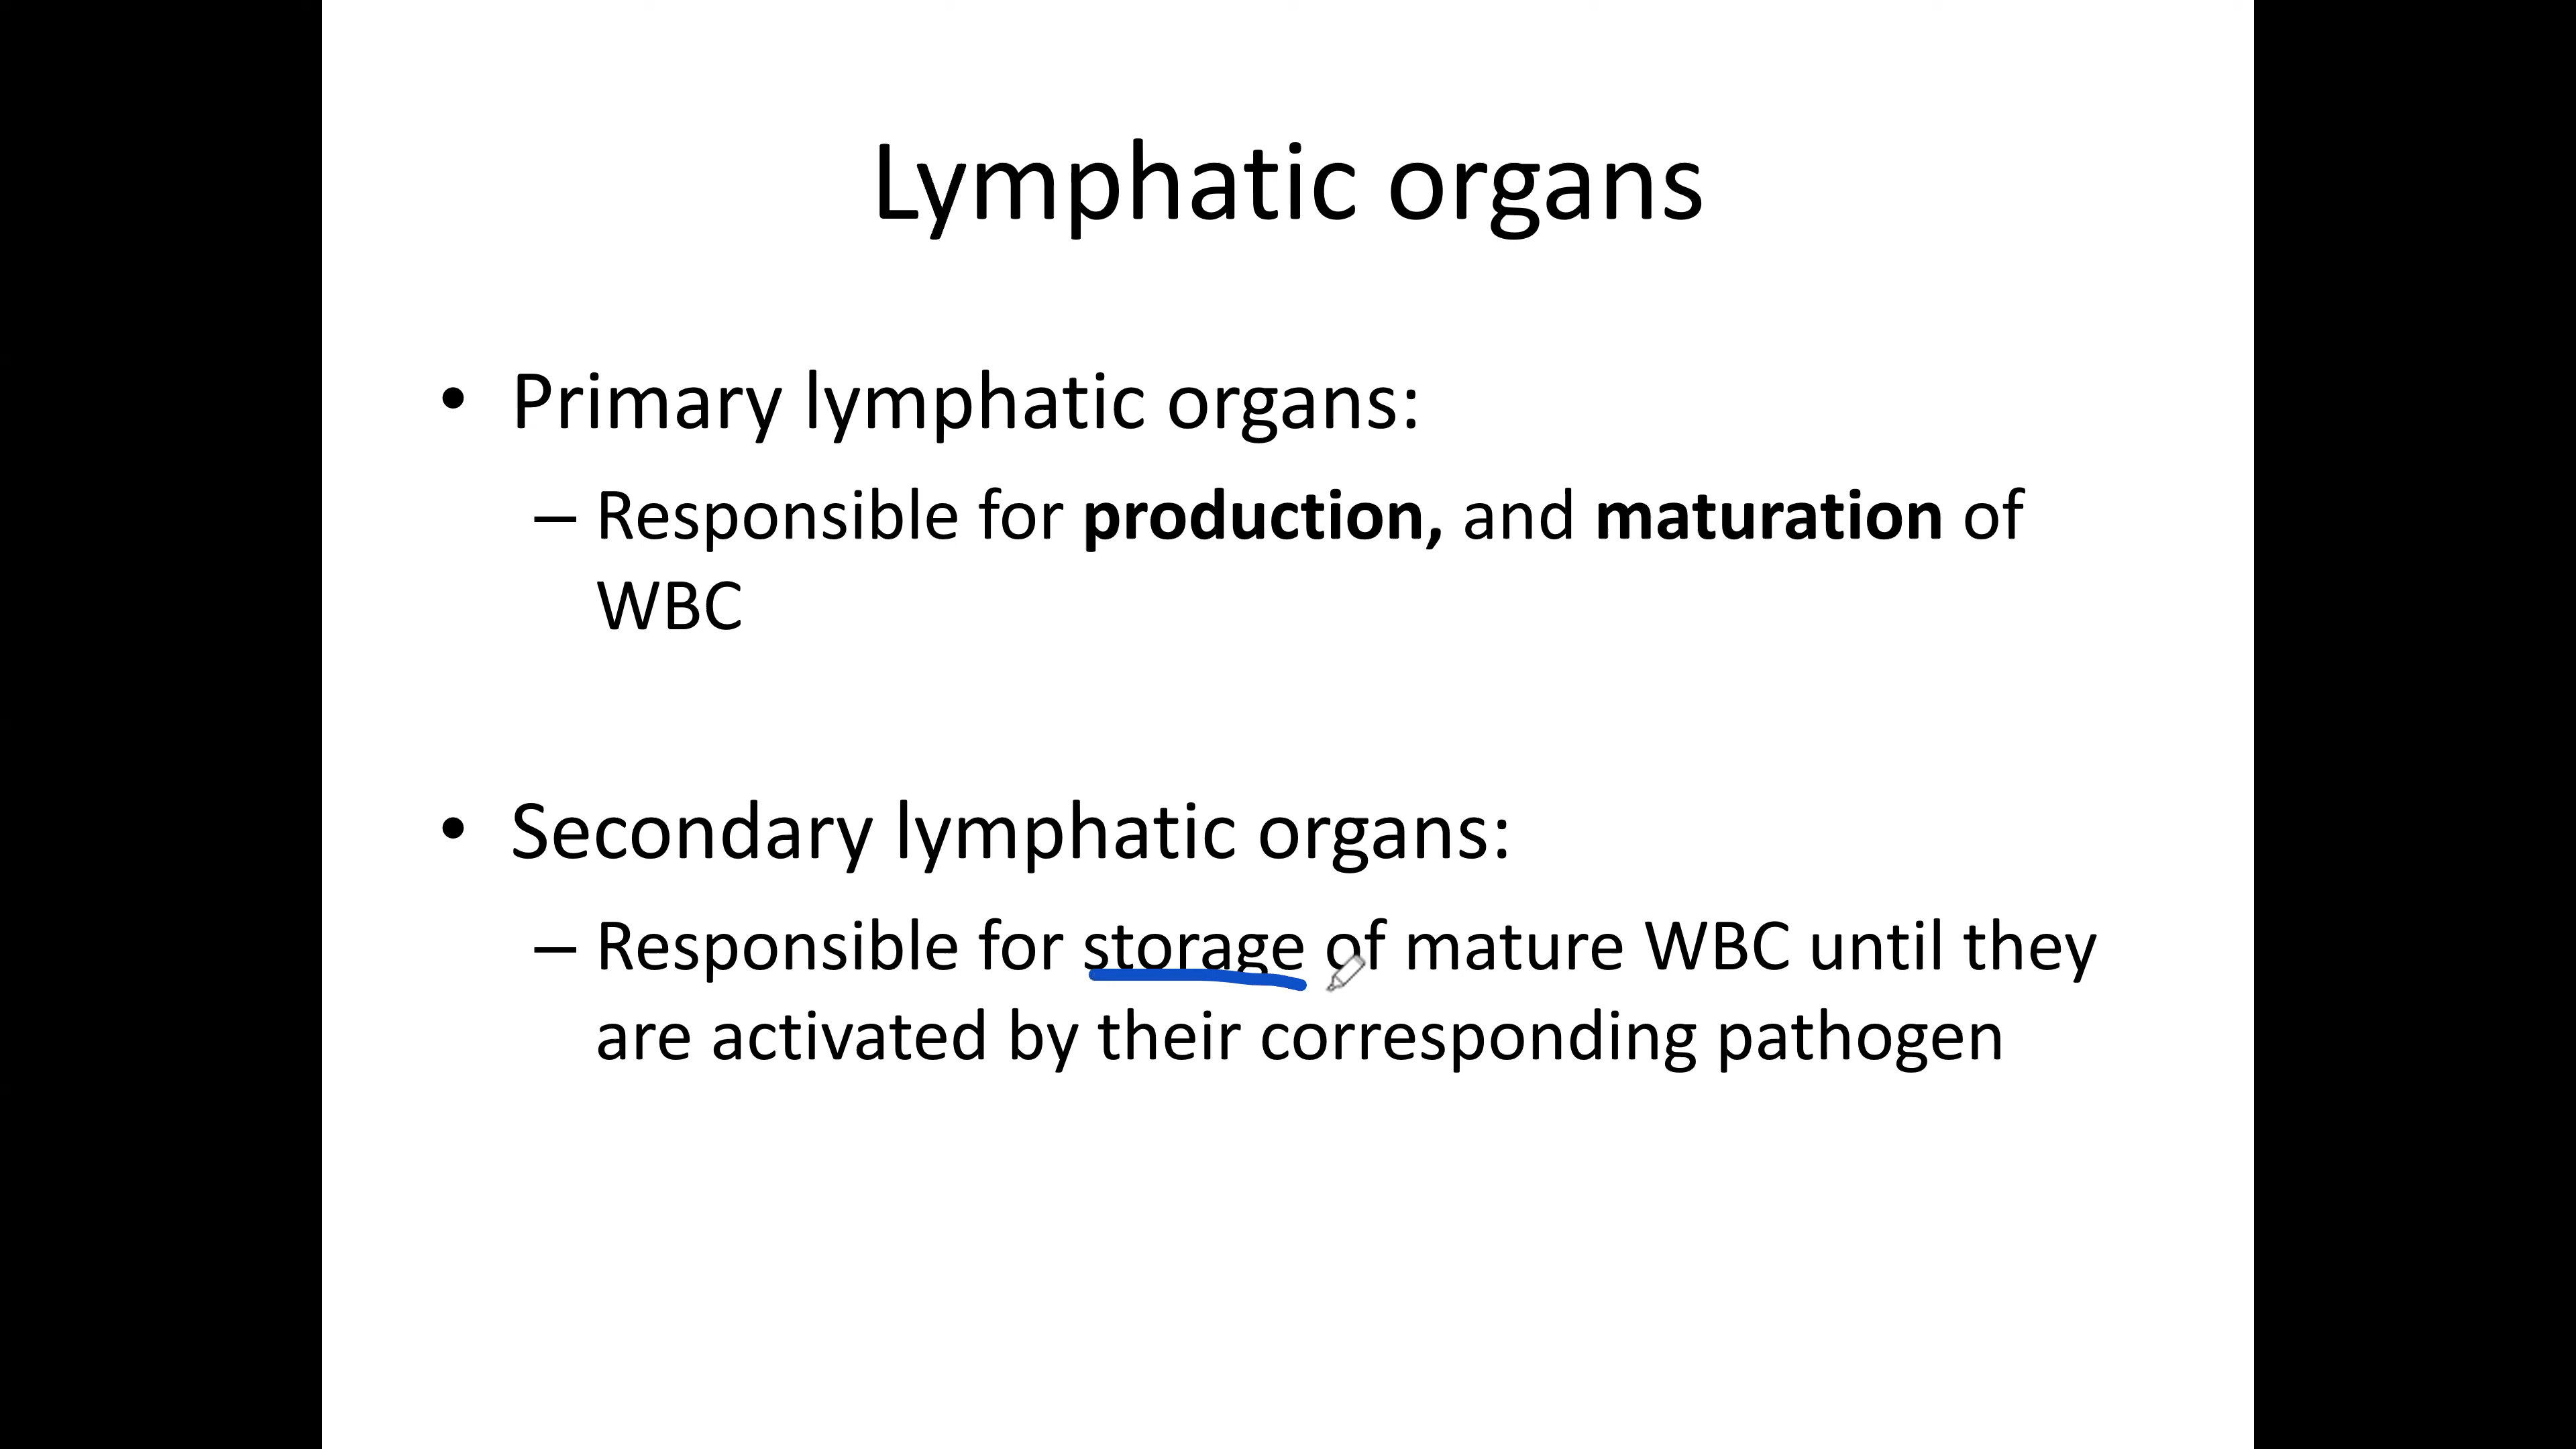 Lymphatic organs
• Primary lymphatic organs:
– Responsible for production, and maturation of
WBC
• Secondary lymphatic organs:
– Responsible for storage of mature WBC until they
are activated by their corresponding pathogen